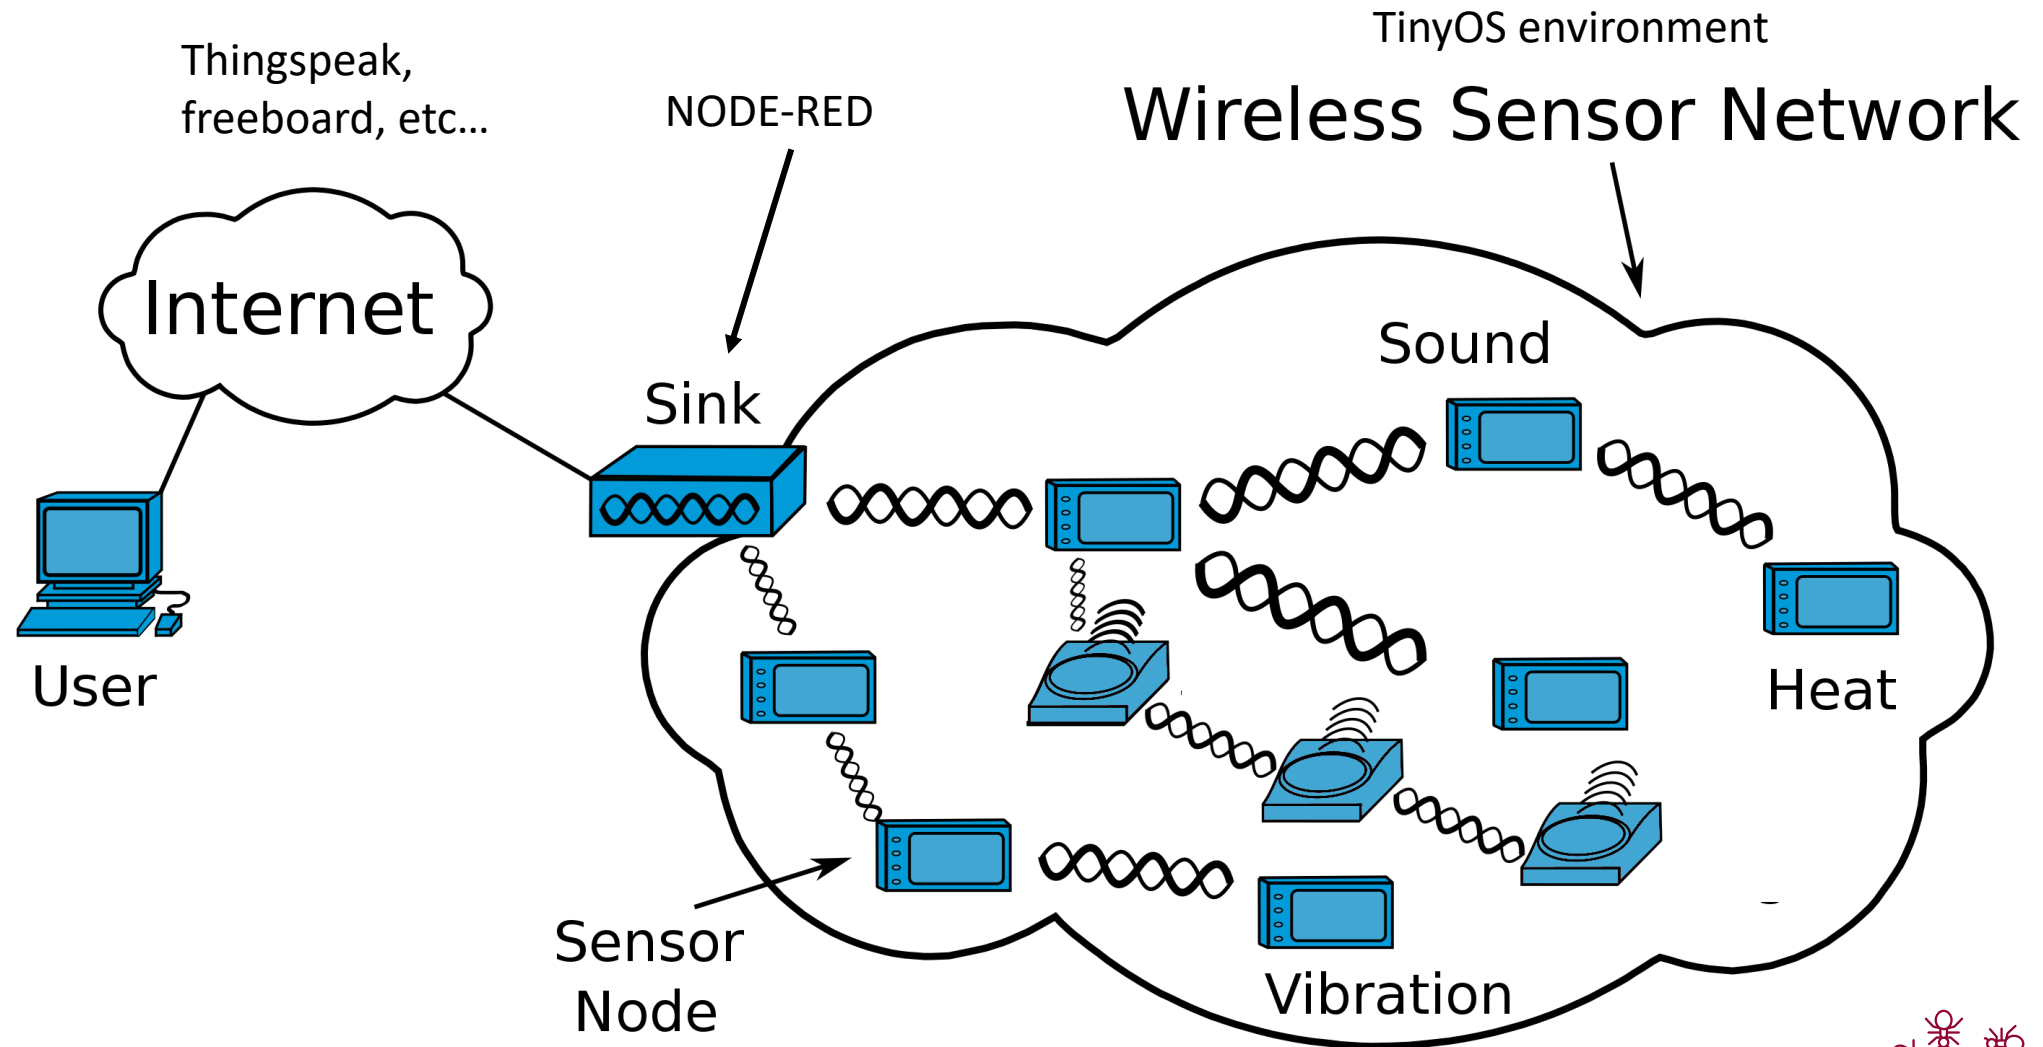 TinyOS environment
Thingspeak,
freeboard, etc...
NODE-RED
Wireless Sensor Network
Internet
Sound
Sink
User
Heat
Sensor
Node
Vibration